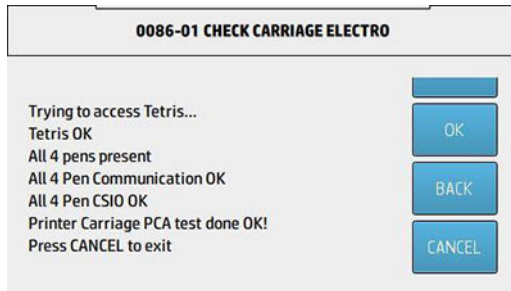 0086-01 CHECK CARRIAGE ELECTRO
Trying to access Tetris...
Tetris OK
All 4 pens present
All 4 Pen Communication OK
All 4 Pen CSIO OK
Printer Carriage PCA test done OK!
Press CANCEL to exit
OK
BACK
CANCEL